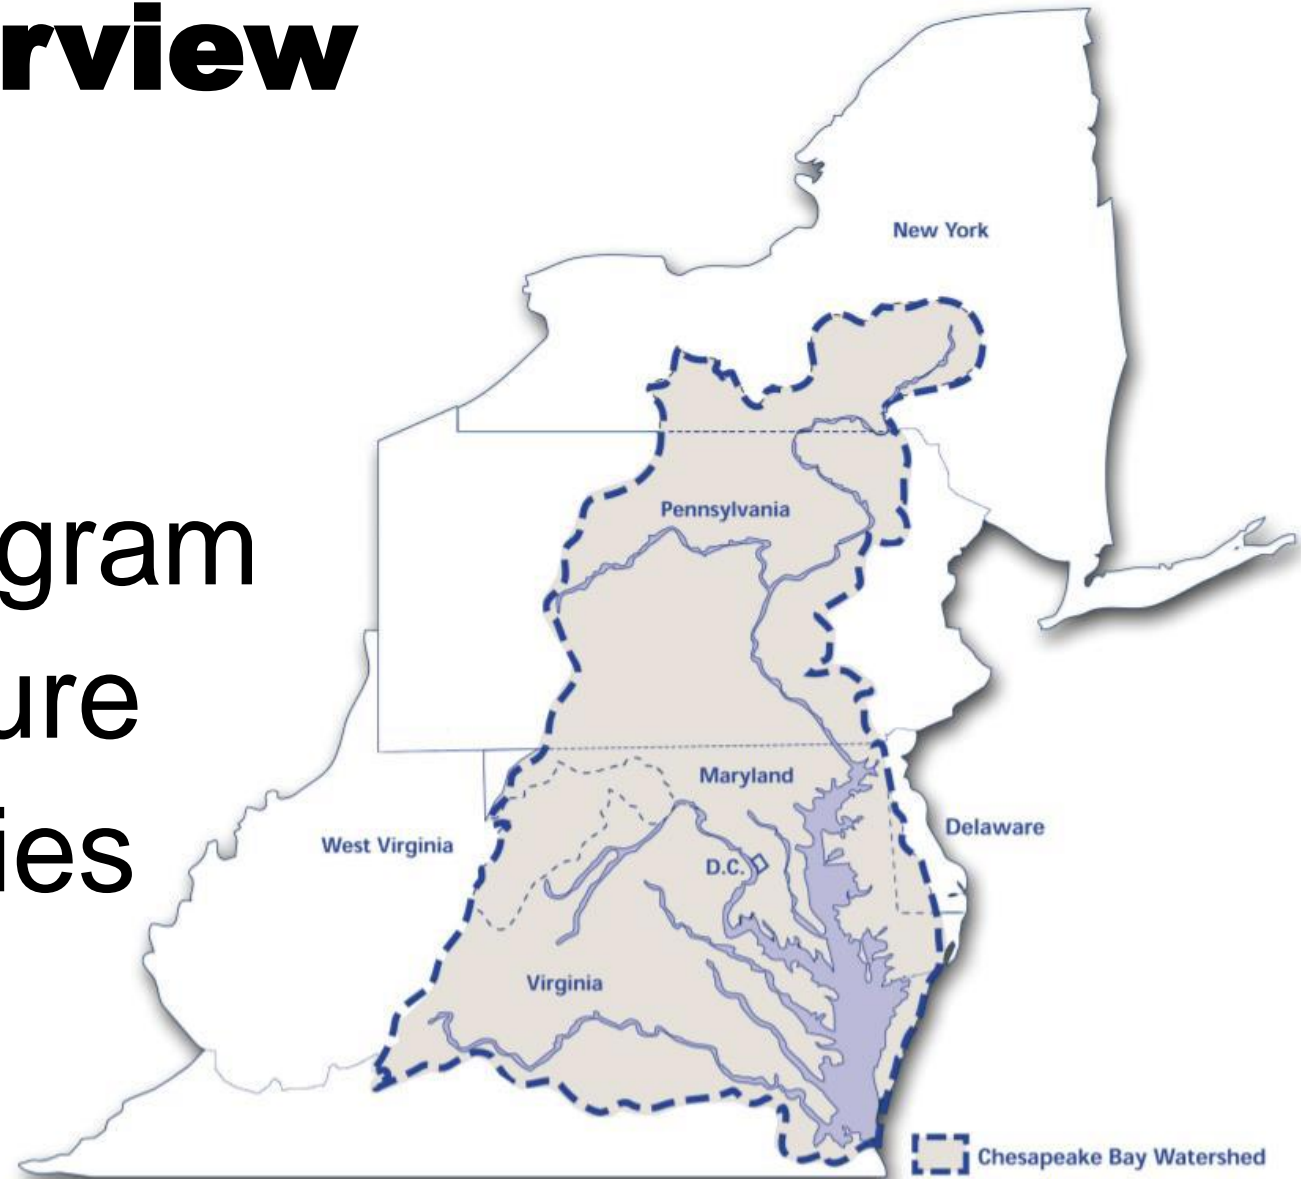 rview
New York
gram
Pennsylvania
ure
Maryland
ies
West Virginia
Delaware
D.C.
Virginia
Chesapeake Bay Watershed